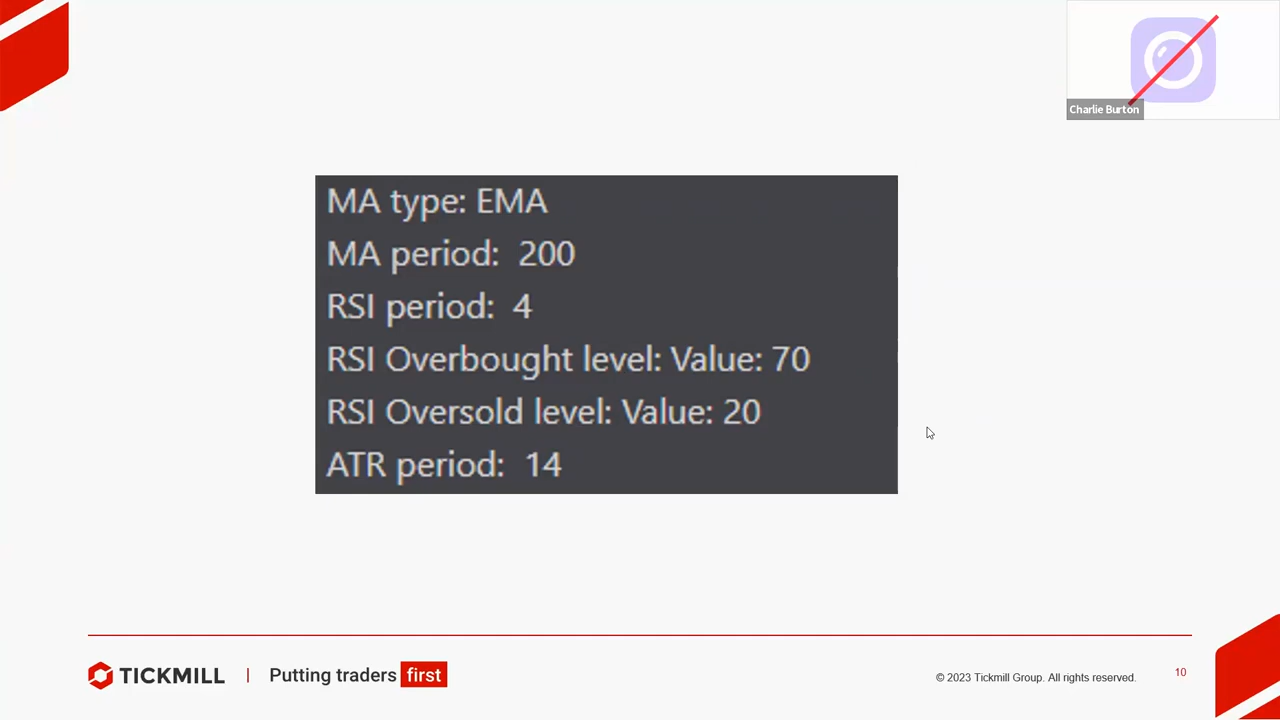 Charlie Burton
MA type: EMA
MA period: 200
RSI period: 4
RSI Overbought level: Value: 70
RSI Oversold level: Value: 20
ATR period: 14
TICKMILL | Putting traders first
© 2023 Tickmill Group. All rights reserved.
10